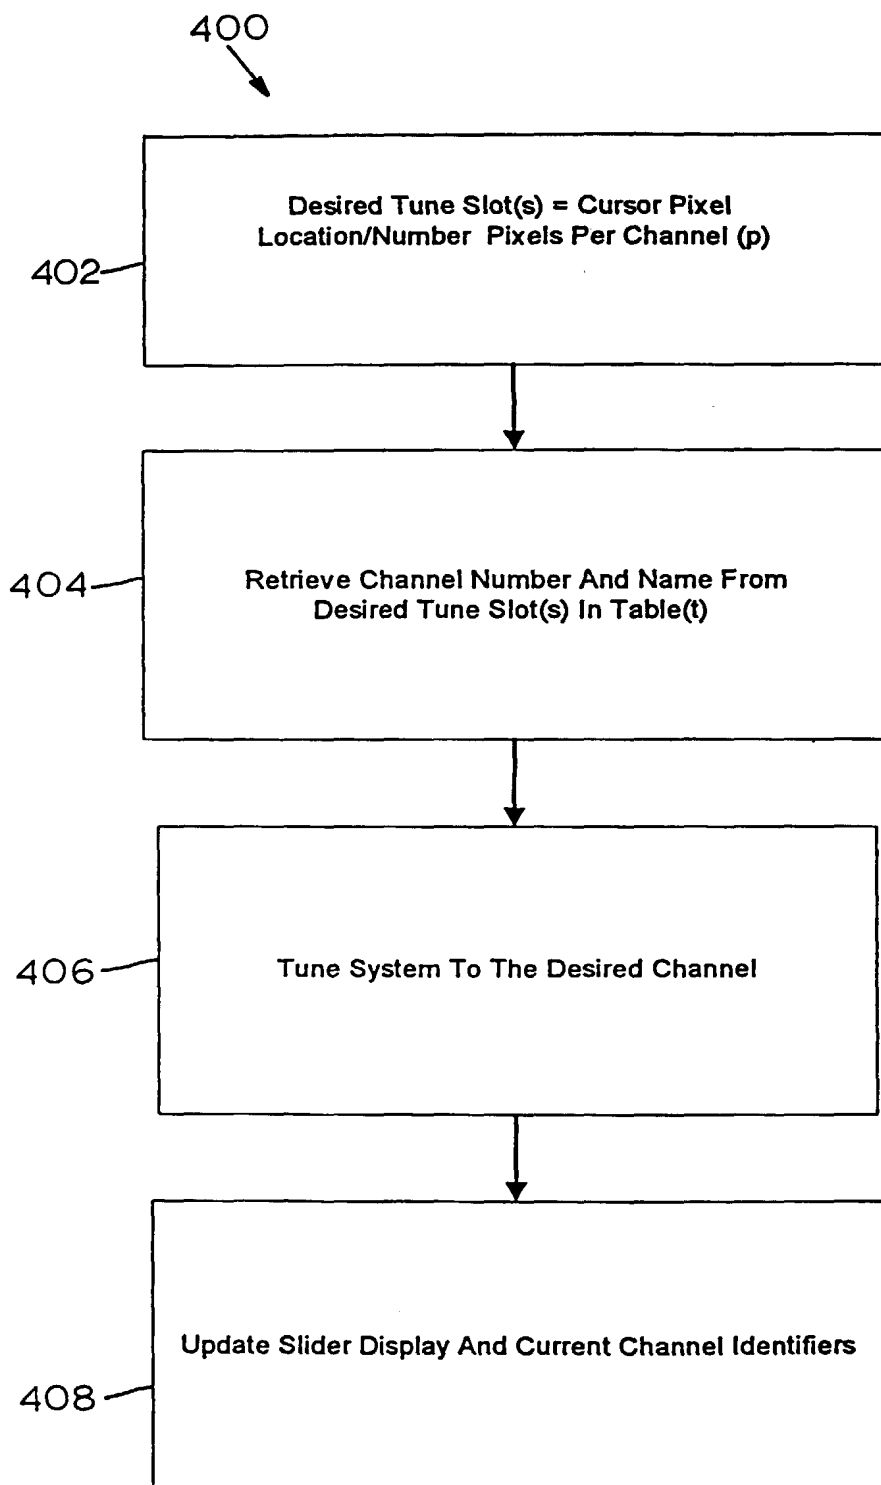 400
Desired Tune Slot(s) = Cursor Pixel
Location/Number Pixels Per Channel (p)
402
404
Retrieve Channel Number And Name From
Desired Tune Slot(s) In Table(t)
406
Tune System To The Desired Channel
Update Slider Display And Current Channel Identifiers
408